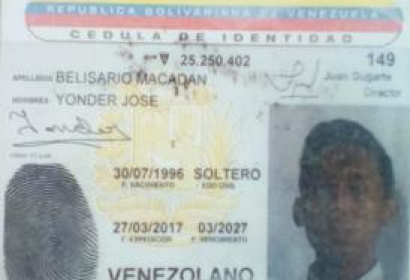 REPUBLICA BOLIVARIANA DE VENEZUELA
CEDULA DE IDENTIDAD
V 25.250.402 149
APELLIDOS BELISARIO MACADAN Juan Dugarte
Director
NOMBRES YONDER JOSE
Yonder
30/07/1996 SOLTERO
F. NACIMIENTO EDO CIVIL
27/03/2017 03/2027
F. EXPEDICION F. VENCIMIENTO
VENEZOLANO